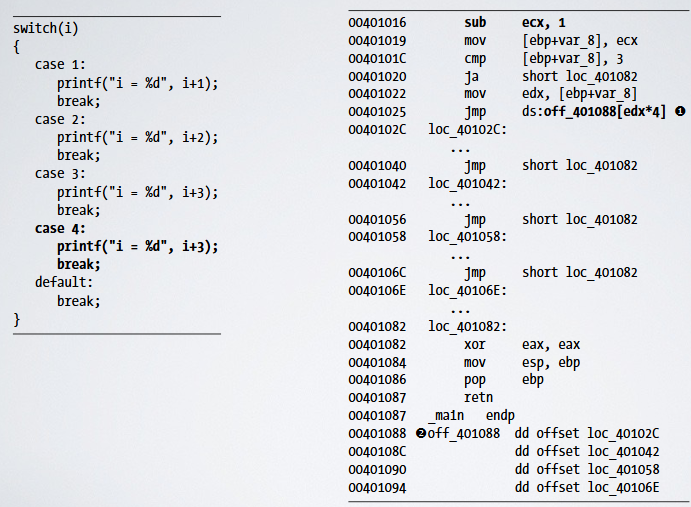 switch(i)
{
case 1:
printf("i = %d", i+1);
break;
case 2:
printf("i = %d", i+2);
break;
case 3:
printf("i = %d", i+3);
break;
case 4:
printf("i = %d", i+3);
break;
default:
break;
}
00401016 sub ecx, 1
00401019 mov [ebp+var_8], ecx
0040101C cmp [ebp+var_8], 3
00401020 ja short loc_401082
00401022 mov edx, [ebp+var_8]
00401025 jmp ds:off_401088[edx*4] ❶
0040102C loc_40102C:
...
00401040 jmp short loc_401082
00401042 loc_401042:
...
00401056 jmp short loc_401082
00401058 loc_401058:
...
0040106C jmp short loc_401082
0040106E loc_40106E:
...
00401082 loc_401082:
00401082 xor eax, eax
00401084 mov esp, ebp
00401086 pop ebp
00401087 retn
00401087 _main endp
00401088 ❷off_401088 dd offset loc_40102C
0040108C dd offset loc_401042
00401090 dd offset loc_401058
00401094 dd offset loc_40106E